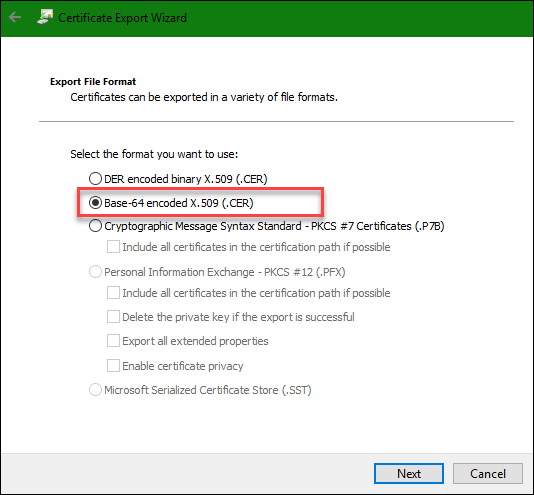 Certificate Export Wizard
Export File Format
Certificates can be exported in a variety of file formats.
Select the format you want to use:
DER encoded binary X.509 (.CER)
Base-64 encoded X.509 (.CER)
Cryptographic Message Syntax Standard - PKCS #7 Certificates (.P7B)
Include all certificates in the certification path if possible
Personal Information Exchange - PKCS #12 (.PFX)
Include all certificates in the certification path if possible
Delete the private key if the export is successful
Export all extended properties
Enable certificate privacy
Microsoft Serialized Certificate Store (.SST)
Next Cancel